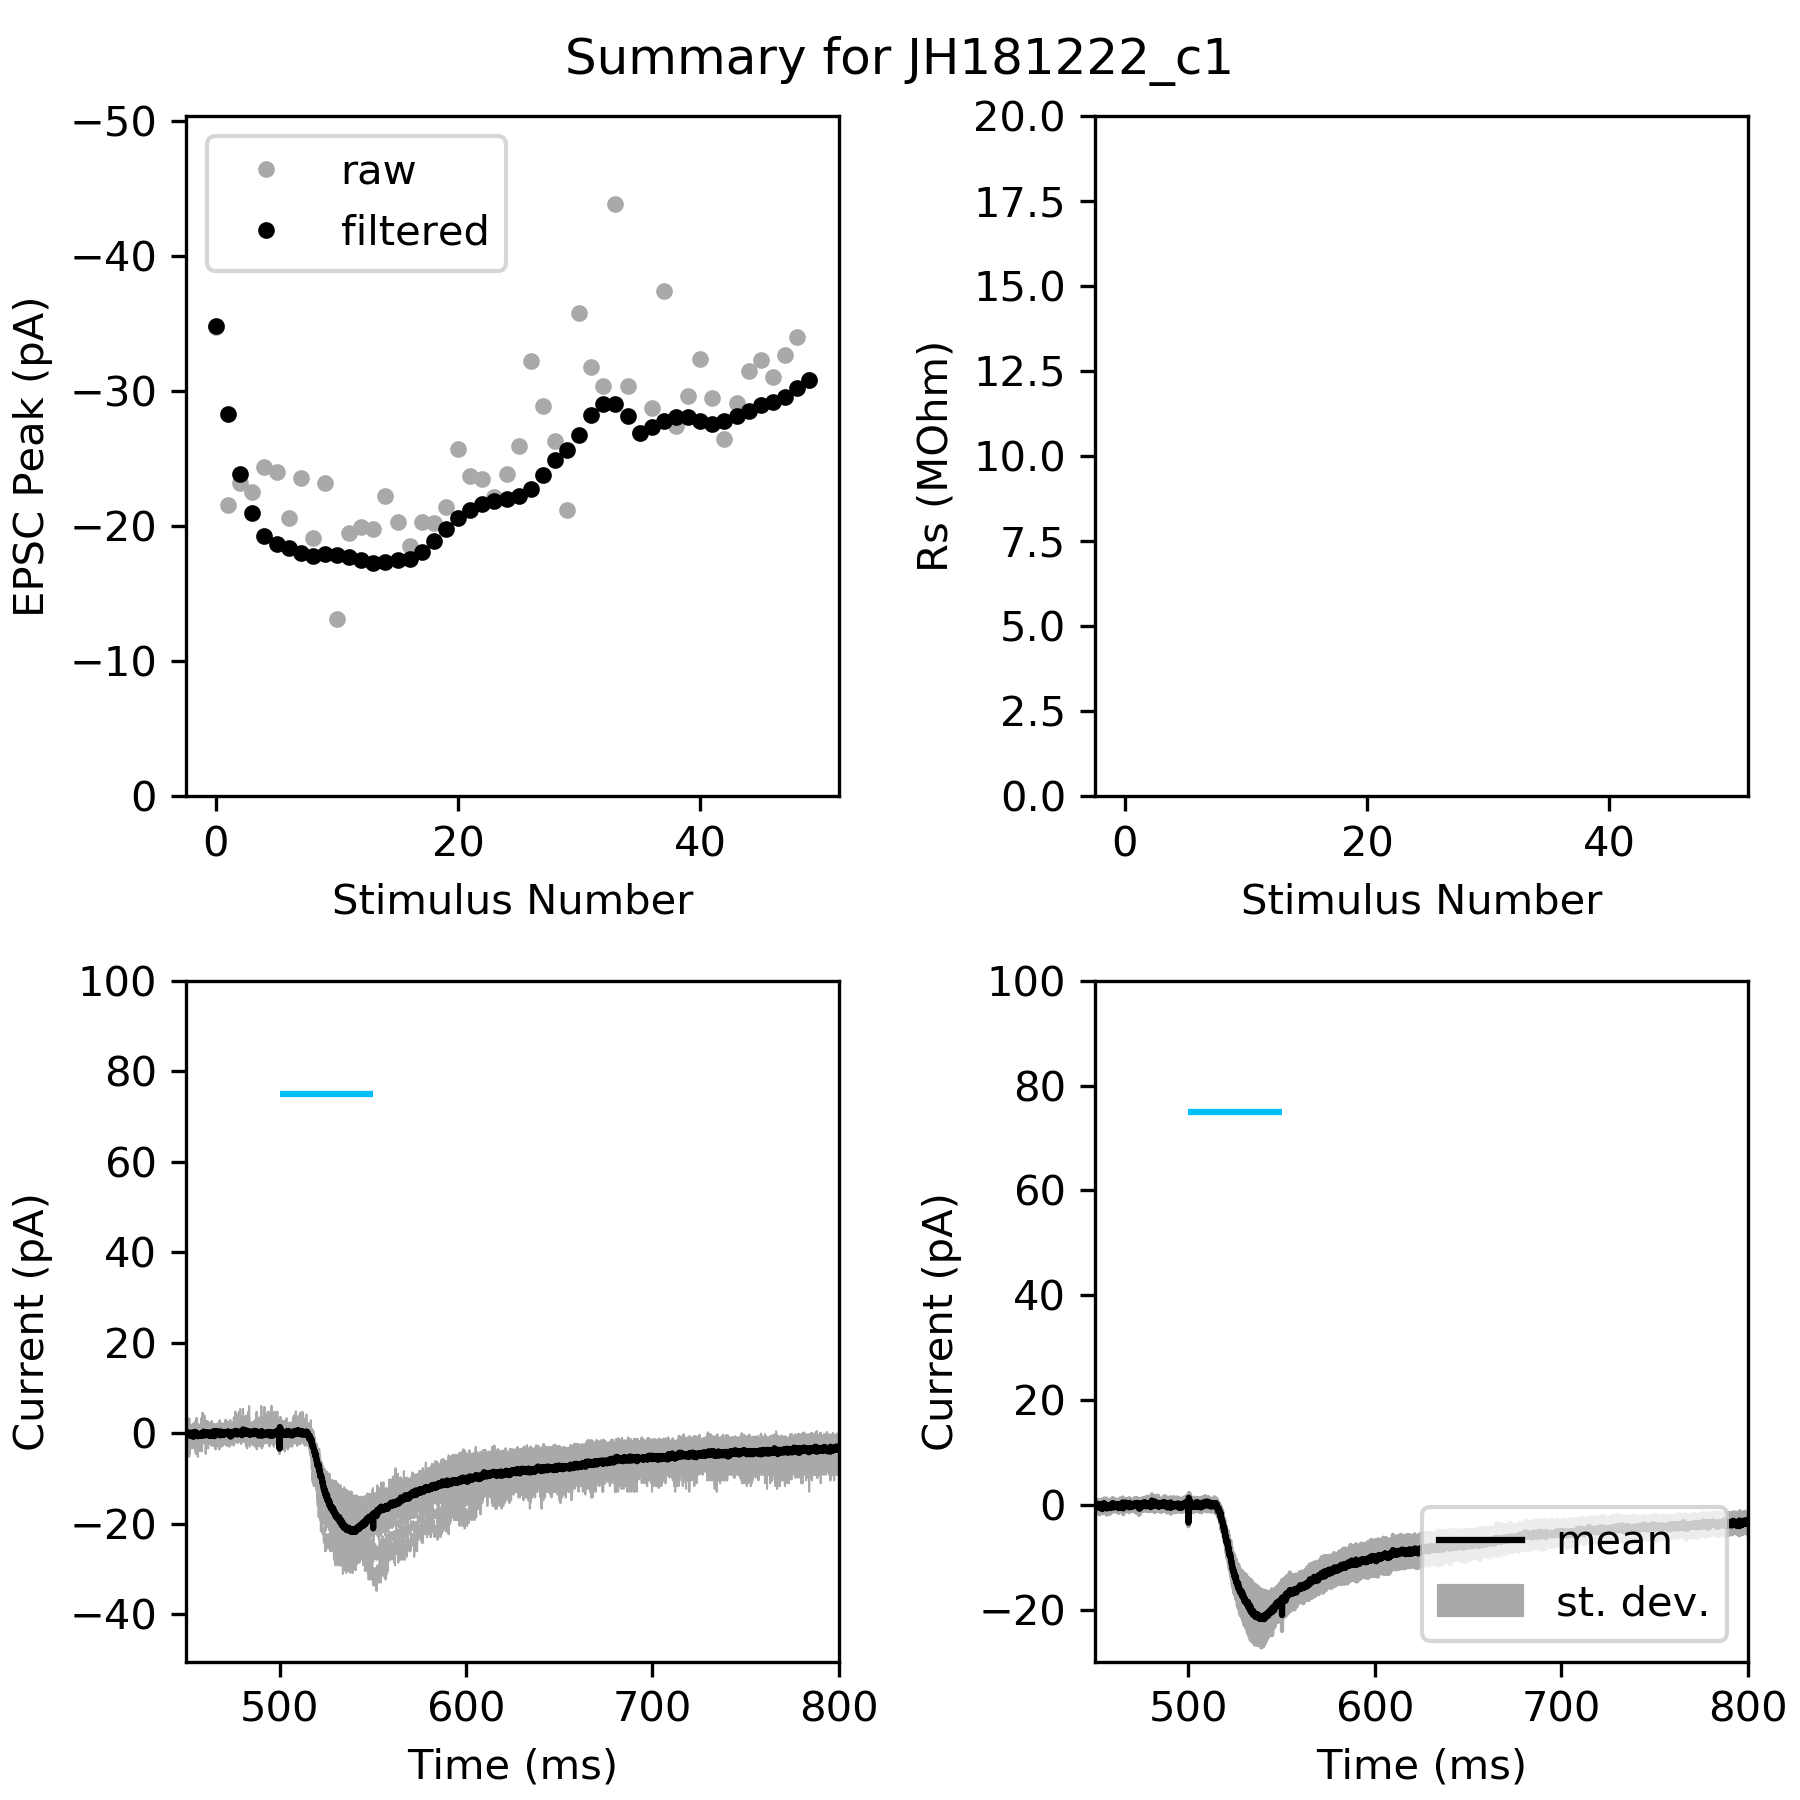 Summary for JH181222_c1
−50
−40
−30
−20
−10
0
EPSC Peak (pA)
raw
filtered
0 20 40
Stimulus Number
20.0
17.5
15.0
12.5
10.0
7.5
5.0
2.5
0.0
Rs (MOhm)
0 20 40
Stimulus Number
100
80
60
40
20
0
−20
−40
Current (pA)
500 600 700 800
Time (ms)
100
80
60
40
20
0
−20
Current (pA)
mean
st. dev.
500 600 700 800
Time (ms)